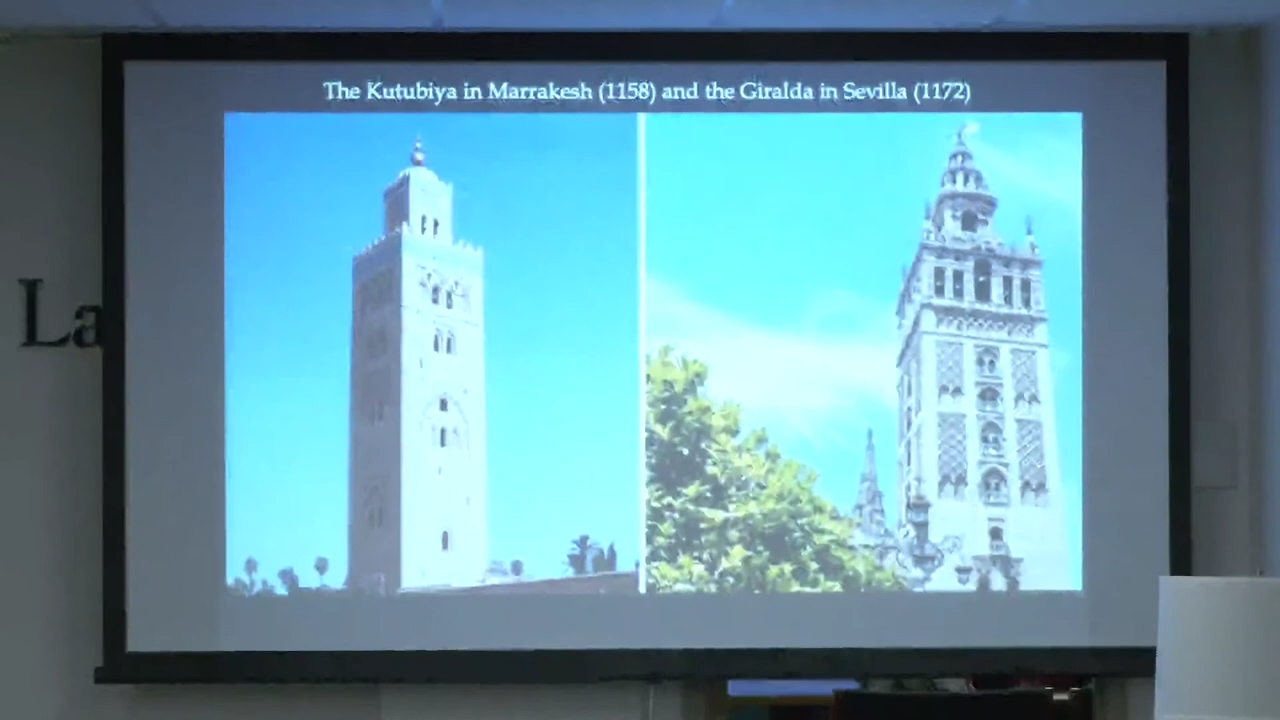 The Kutubiya in Marrakesh (1158) and the Giralda in Sevilla (1172)
La